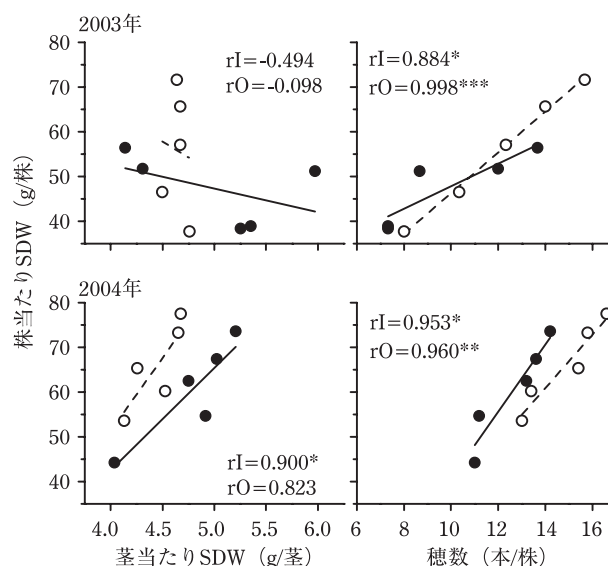 2003年
rI=-0.494
rO=-0.098
rI=0.884*
rO=0.998***
80
70
60
50
40
2004年
rI=0.900*
rO=0.823
rI=0.953*
rO=0.960**
80
70
60
50
40
株当たりSDW（g/株）
4.0 4.5 5.0 5.5 6.0
6 8 10 12 14 16
茎当たりSDW（g/茎）
穂数（本/株）